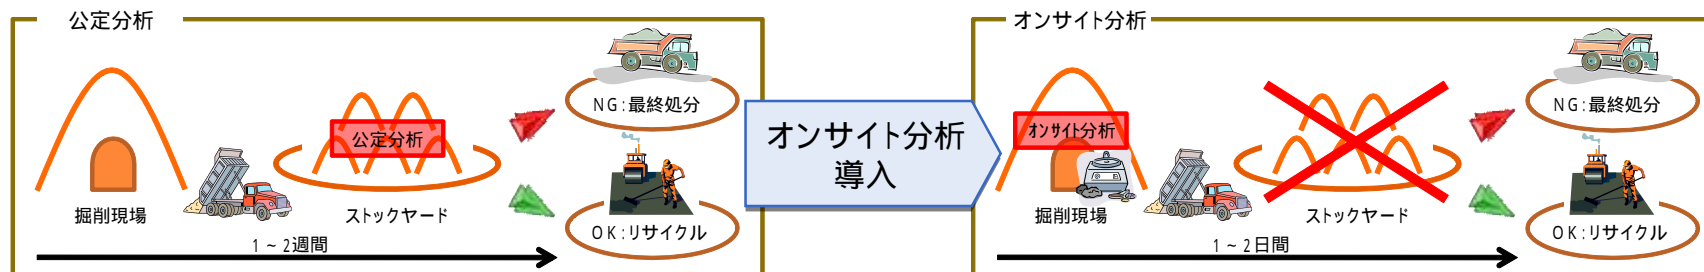 公定分析
掘削現場
公定分析
ストックヤード
NG:最終処分
OK:リサイクル
1~2週間
オンサイト分析
導入
オンサイト分析
オンサイト分析
掘削現場
ストックヤード
NG:最終処分
OK:リサイクル
1~2日間